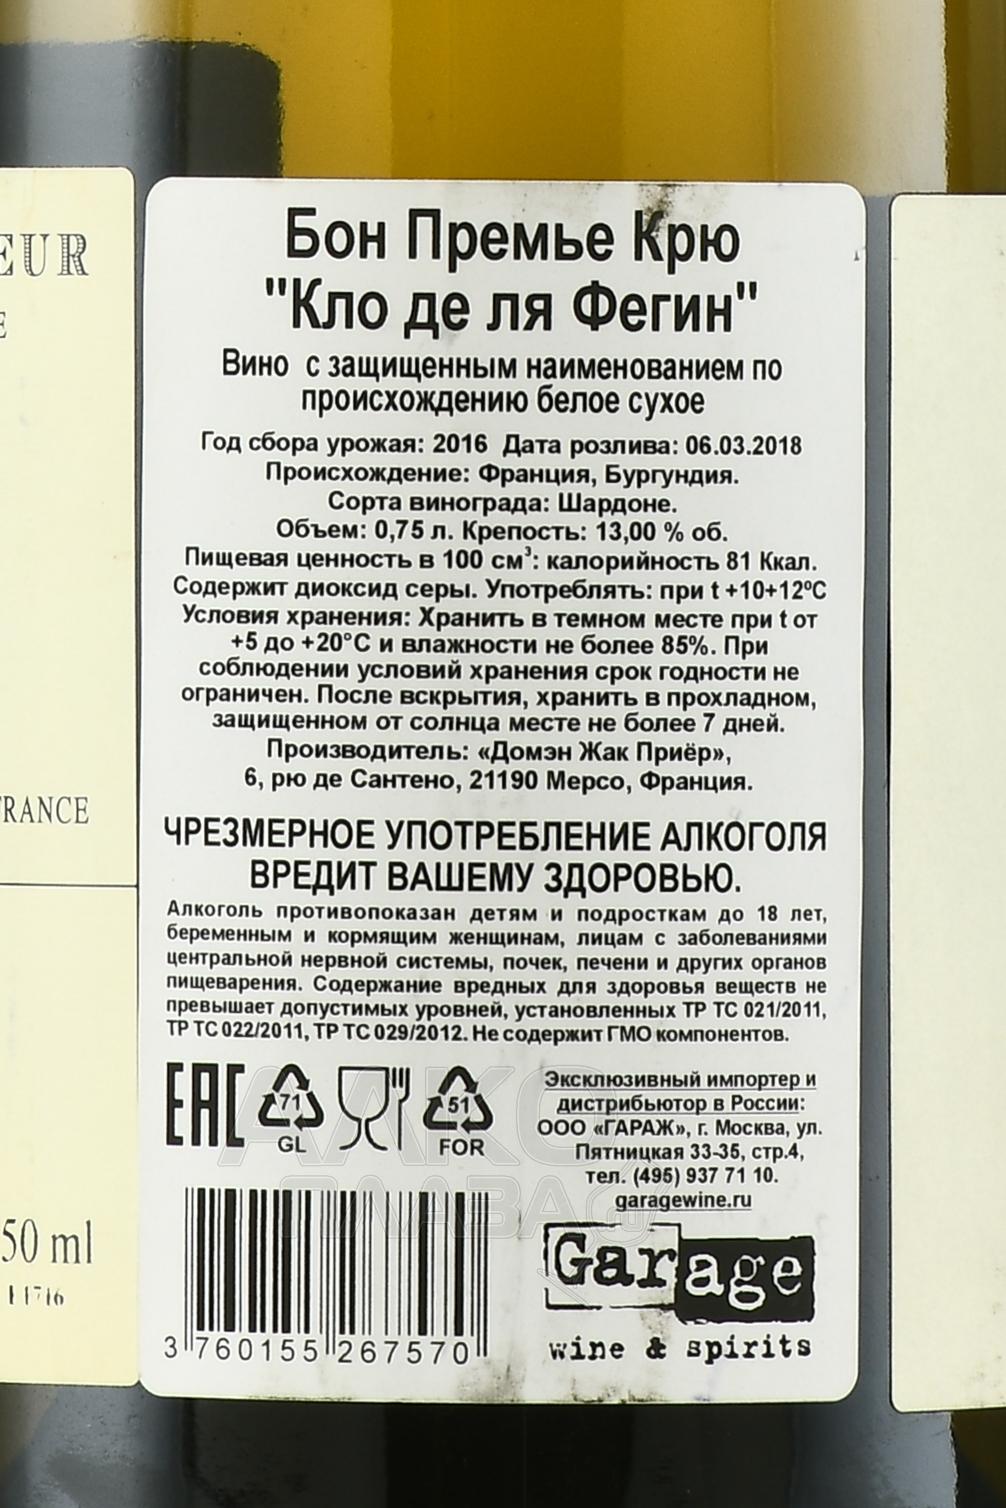 Бон Премье Крю
"Кло де ля Фегин"
Вино с защищенным наименованием по
происхождению белое сухое
Год сбора урожая: 2016 Дата розлива: 06.03.2018
Происхождение: Франция, Бургундия.
Сорта винограда: Шардоне.
Объем: 0,75 л. Крепость: 13,00 % об.
Пищевая ценность в 100 см³: калорийность 81 Ккал.
Содержит диоксид серы. Употреблять: при t +10+12ºC
Условия хранения: Хранить в темном месте при t от
+5 до +20°C и влажности не более 85%. При
соблюдении условий хранения срок годности не
ограничен. После вскрытия, хранить в прохладном,
защищенном от солнца месте не более 7 дней.
Производитель: «Домэн Жак Приёр»,
6, рю де Сантено, 21190 Мерсо, Франция.
ЧРЕЗМЕРНОЕ УПОТРЕБЛЕНИЕ АЛКОГОЛЯ
ВРЕДИТ ВАШЕМУ ЗДОРОВЬЮ.
Алкоголь противопоказан детям и подросткам до 18 лет,
беременным и кормящим женщинам, лицам с заболеваниями
центральной нервной системы, почек, печени и других органов
пищеварения. Содержание вредных для здоровья веществ не
превышает допустимых уровней, установленных ТР ТС 021/2011,
ТР ТС 022/2011, ТР ТС 029/2012. Не содержит ГМО компонентов.
EAC
71
GL
51
FOR
Эксклюзивный импортер и
дистрибьютор в России:
ООО «ГАРАЖ», г. Москва, ул.
Пятницкая 33-35, стр.4,
тел. (495) 937 71 10.
garagewine.ru
Garage
wine & spirits
3 760155 267570
EUR
E
RANCE
50 ml
АЛКО
ПЛАВА